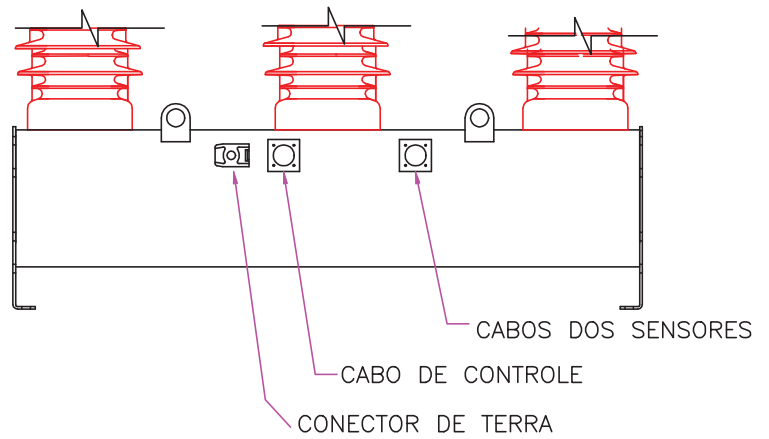 CABOS DOS SENSORES
CABO DE CONTROLE
CONECTOR DE TERRA